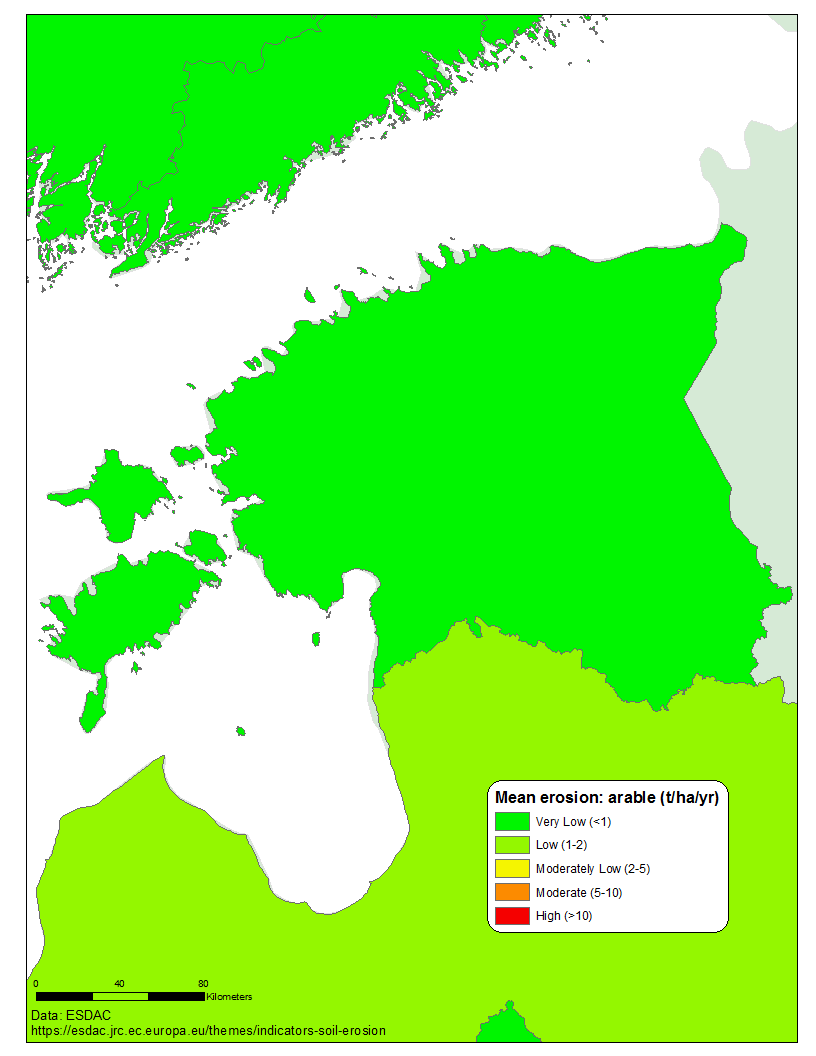 Mean erosion: arable (t/ha/yr)
Very Low (<1)
Low (1-2)
Moderately Low (2-5)
Moderate (5-10)
High (>10)
0 40 80
Kilometers
Data: ESDAC
https://esdac.jrc.ec.europa.eu/themes/indicators-soil-erosion